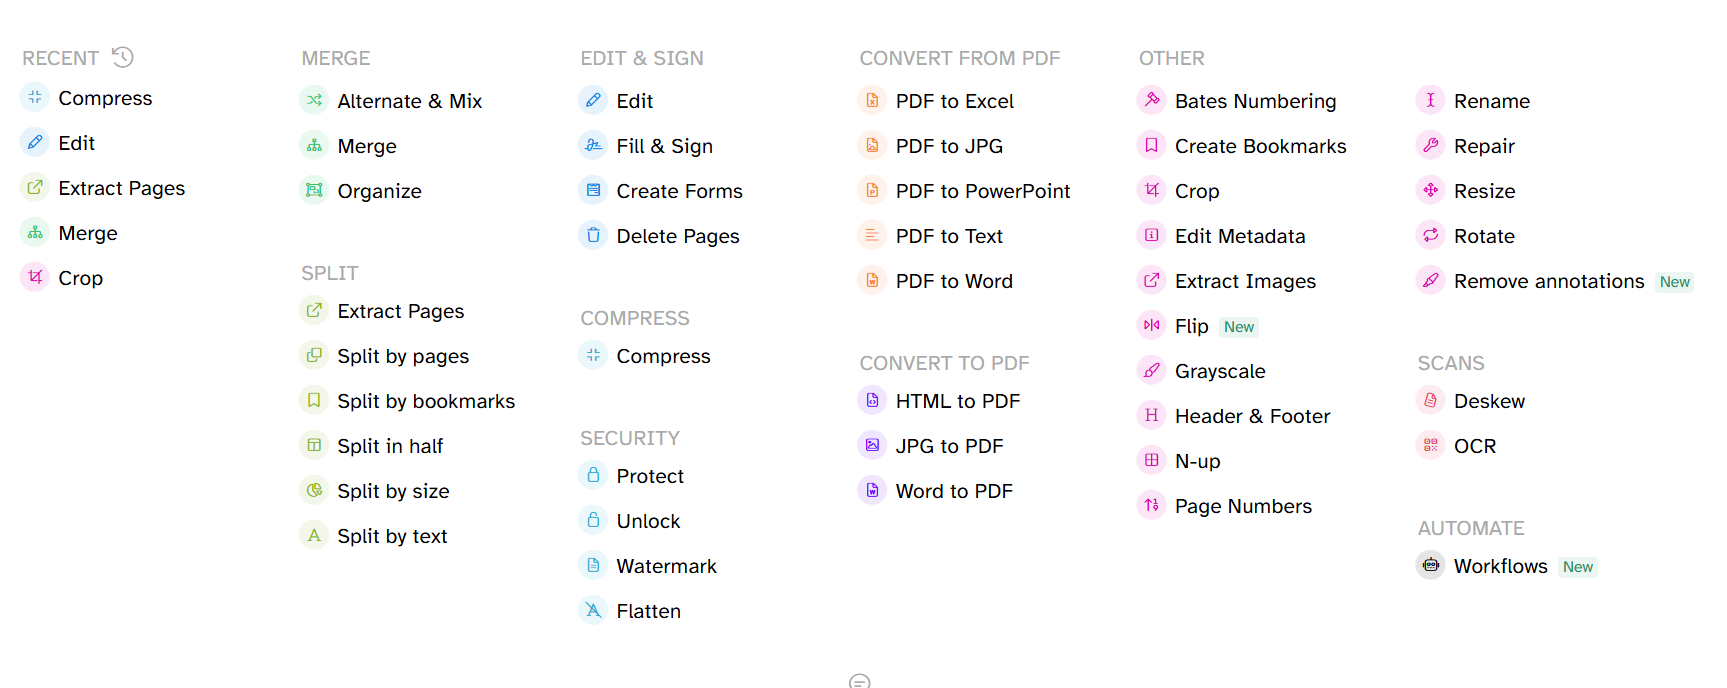 RECENT
Compress
Edit
Extract Pages
Merge
Crop
MERGE
Alternate & Mix
Merge
Organize
SPLIT
Extract Pages
Split by pages
Split by bookmarks
Split in half
Split by size
Split by text
EDIT & SIGN
Edit
Fill & Sign
Create Forms
Delete Pages
COMPRESS
Compress
SECURITY
Protect
Unlock
Watermark
Flatten
CONVERT FROM PDF
PDF to Excel
PDF to JPG
PDF to PowerPoint
PDF to Text
PDF to Word
CONVERT TO PDF
HTML to PDF
JPG to PDF
Word to PDF
OTHER
Bates Numbering
Create Bookmarks
Crop
Edit Metadata
Extract Images
Flip New
Grayscale
Header & Footer
N-up
Page Numbers
Rename
Repair
Resize
Rotate
Remove annotations New
SCANS
Deskew
OCR
AUTOMATE
Workflows New